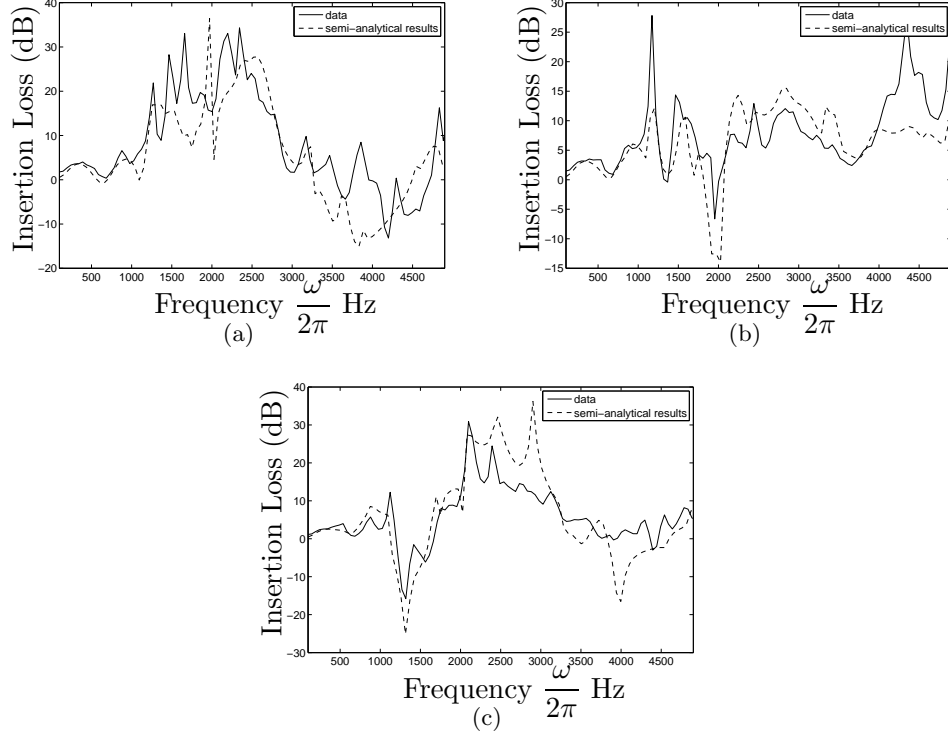 40
30
20
10
0
−10
−20
500 1000 1500 2000 2500 3000 3500 4000 4500
Insertion Loss (dB)
data
semi−analytical results
Frequency ω/2π Hz
(a)
30
25
20
15
10
5
0
−5
−10
−15
500 1000 1500 2000 2500 3000 3500 4000 4500
Insertion Loss (dB)
data
semi−analytical results
Frequency ω/2π Hz
(b)
40
30
20
10
0
−10
−20
−30
500 1000 1500 2000 2500 3000 3500 4000 4500
Insertion Loss (dB)
data
semi−analytical results
Frequency ω/2π Hz
(c)